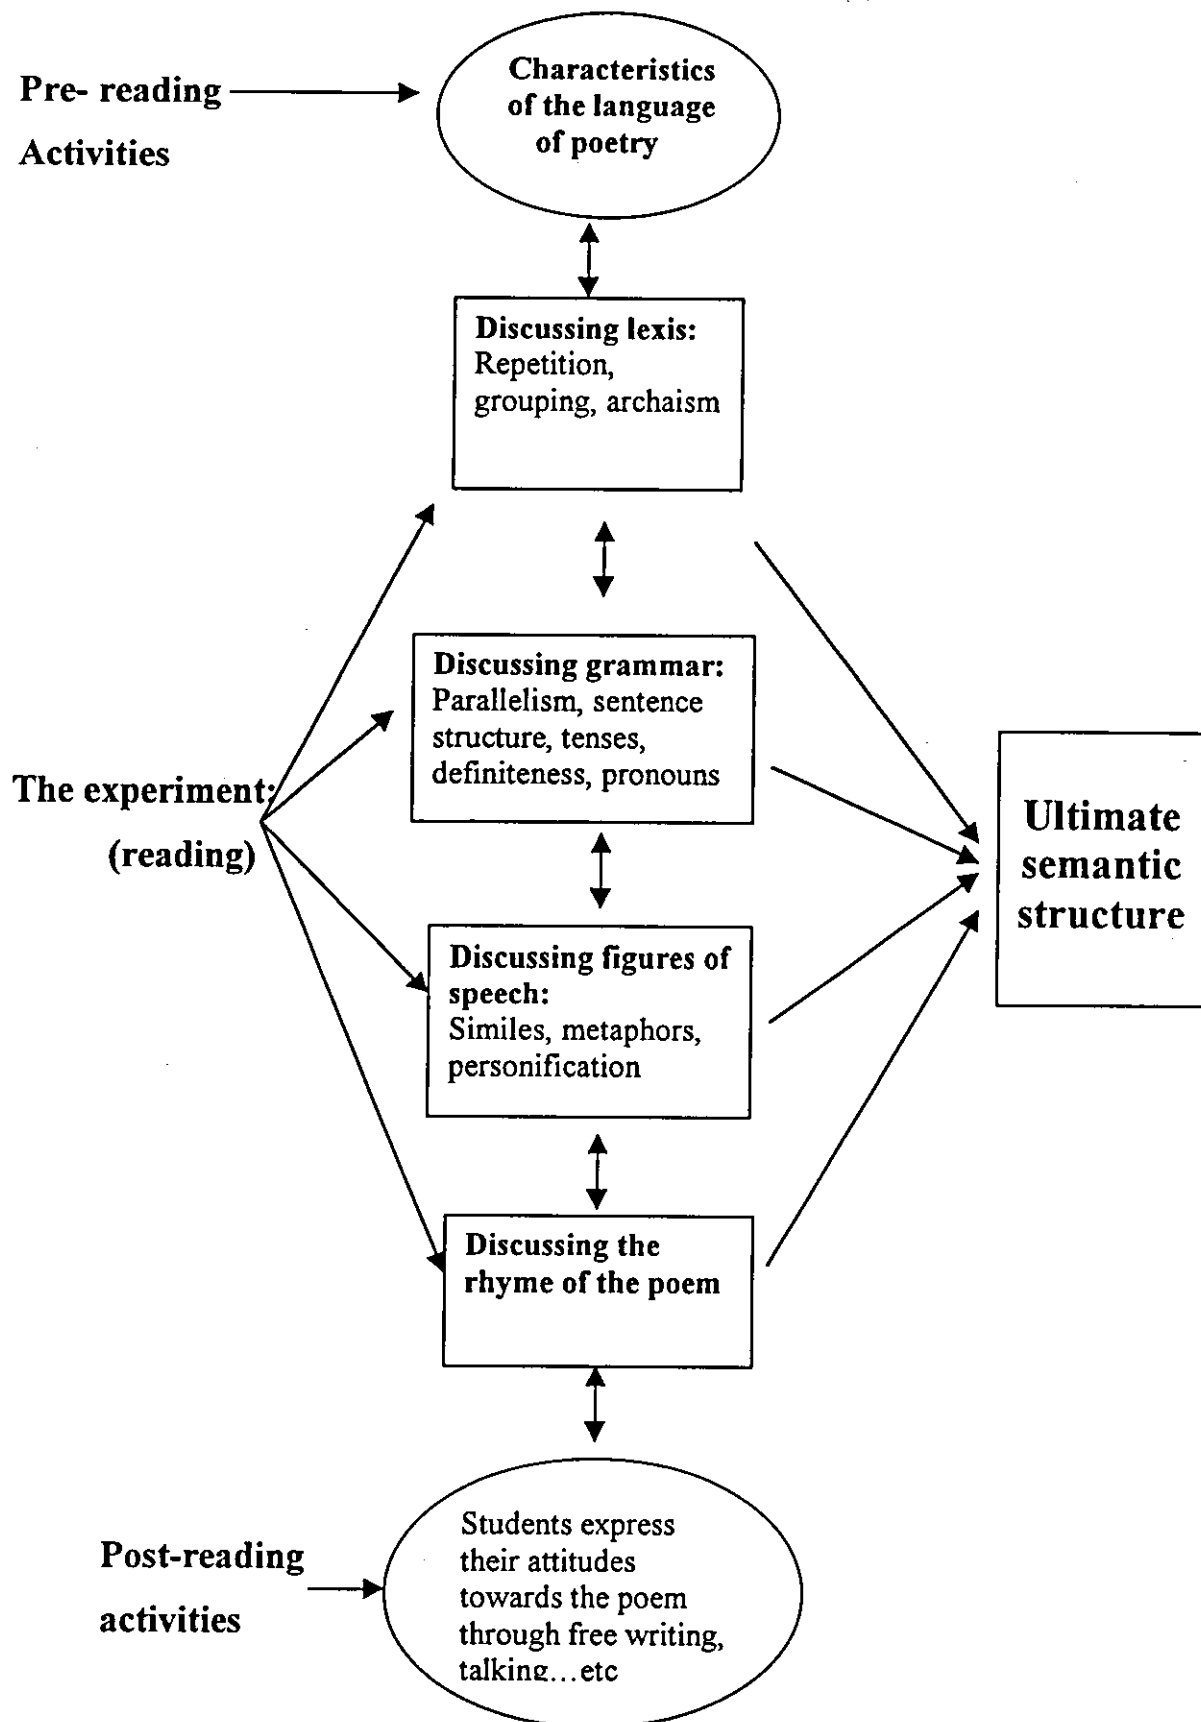 Pre- reading
Activities
Characteristics
of the language
of poetry
Discussing lexis:
Repetition,
grouping, archaism
Discussing grammar:
Parallelism, sentence
structure, tenses,
definiteness, pronouns
The experiment:
(reading)
Ultimate
semantic
structure
Discussing figures of
speech:
Similes, metaphors,
personification
Discussing the
rhyme of the poem
Post-reading
activities
Students express
their attitudes
towards the poem
through free writing,
talking...etc